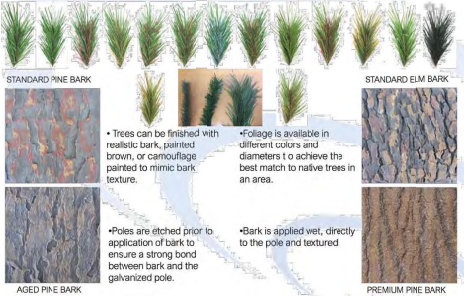 STANDARD PINE BARK
STANDARD ELM BARK
• Trees can be finished with
realistic bark, painted
brown, or camouflage
painted to mimic bark
texture.
•Foliage is available in
different colors and
diameters to achieve the
best match to native trees in
an area.
•Poles are etched prior to
application of bark to
ensure a strong bond
between bark and the
galvanized pole.
•Bark is applied wet, directly
to the pole and textured
AGED PINE BARK
PREMIUM PINE BARK